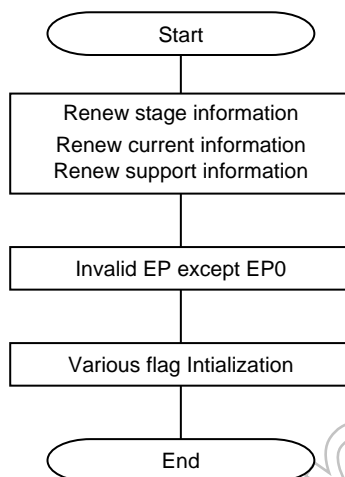 Start
Renew stage information
Renew current information
Renew support information
Invalid EP except EP0
Various flag Intialization
End